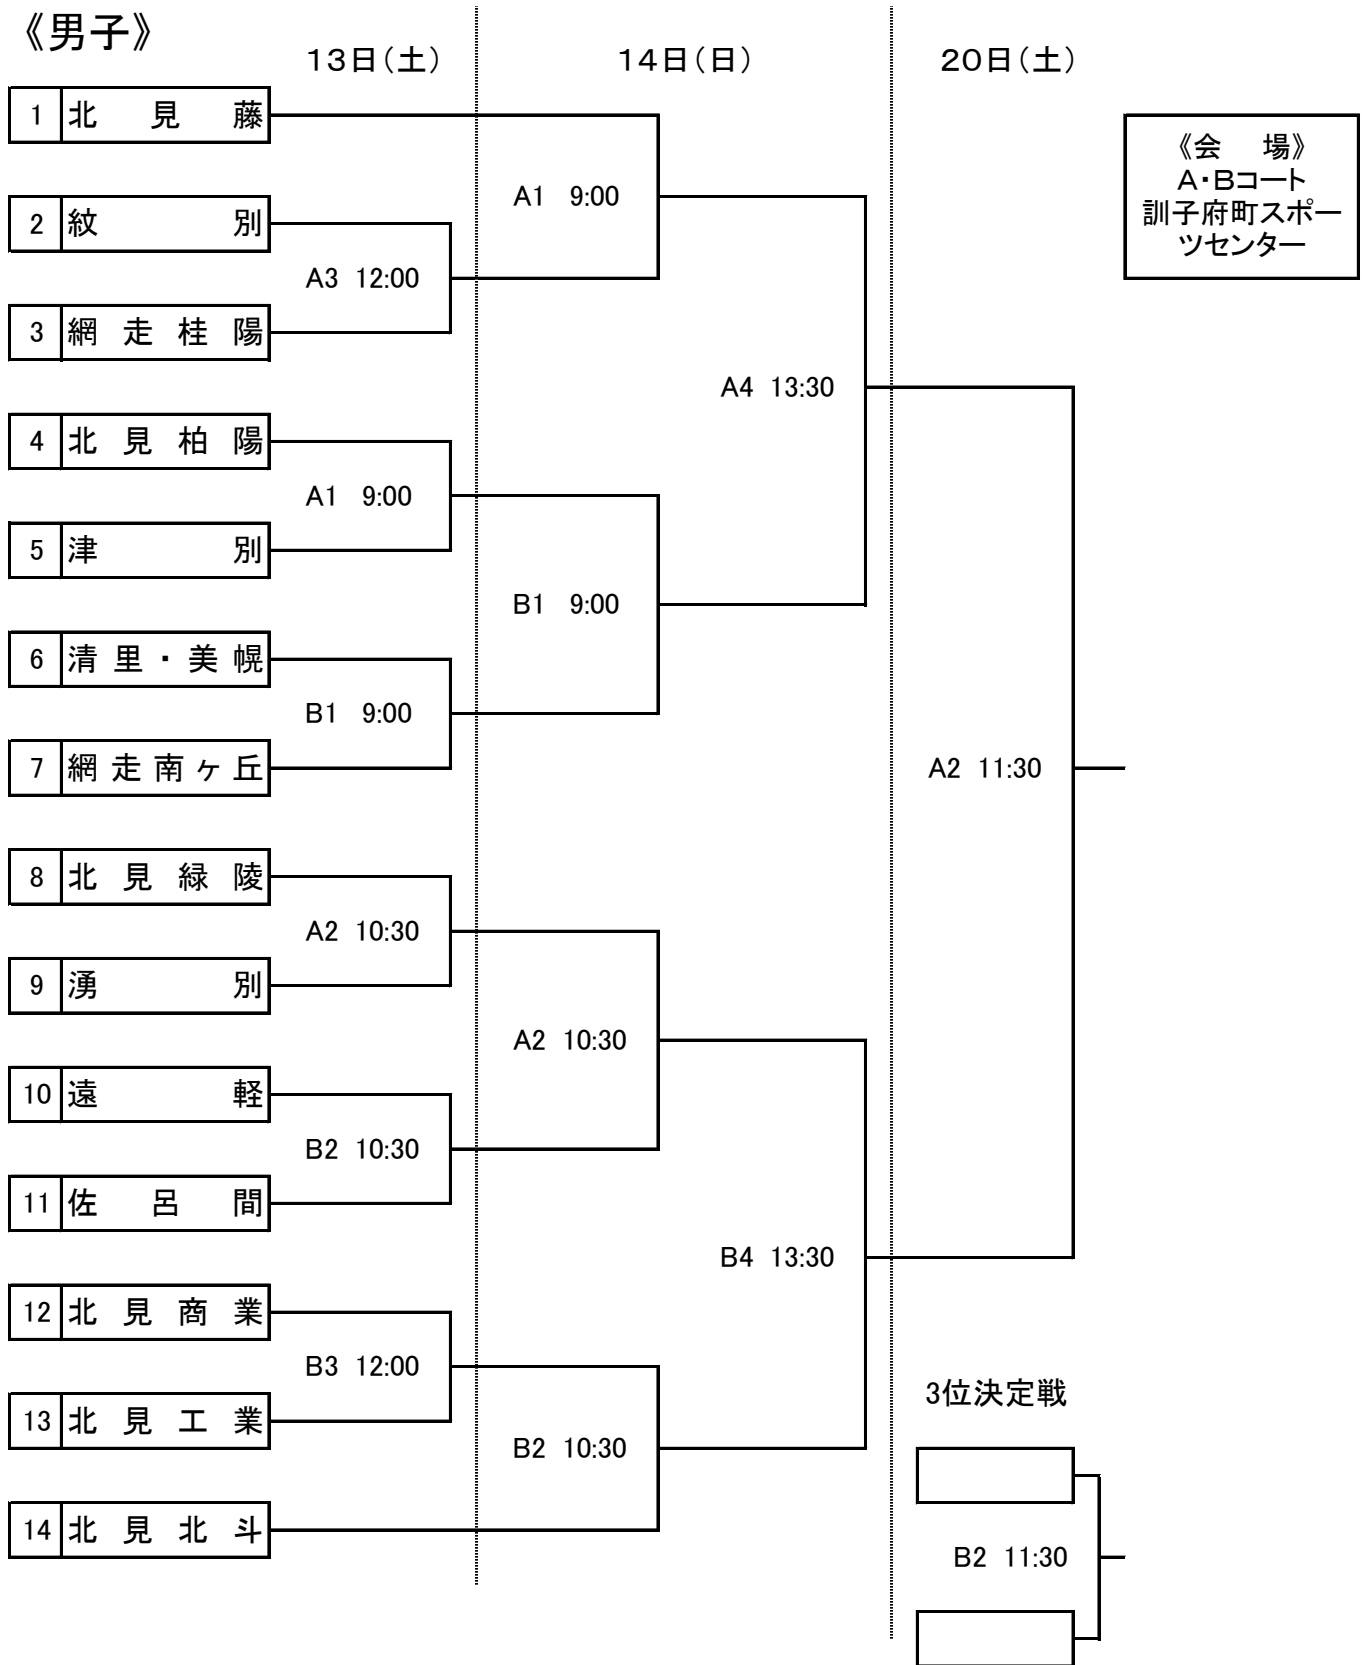 《男子》
13日(土)
14日(日)
20日(土)
1 北見藤
2 紋別
3 網走桂陽
4 北見柏陽
5 津別
6 清里・美幌
7 網走南ヶ丘
8 北見緑陵
9 湧別
10 遠軽
11 佐呂間
12 北見商業
13 北見工業
14 北見北斗
A3 12:00
A1 9:00
B1 9:00
A2 10:30
B2 10:30
B3 12:00
A1 9:00
B1 9:00
A2 10:30
B2 10:30
A4 13:30
B4 13:30
A2 11:30
《会 場》
A・Bコート
訓子府町スポー
ツセンター
3位決定戦
B2 11:30